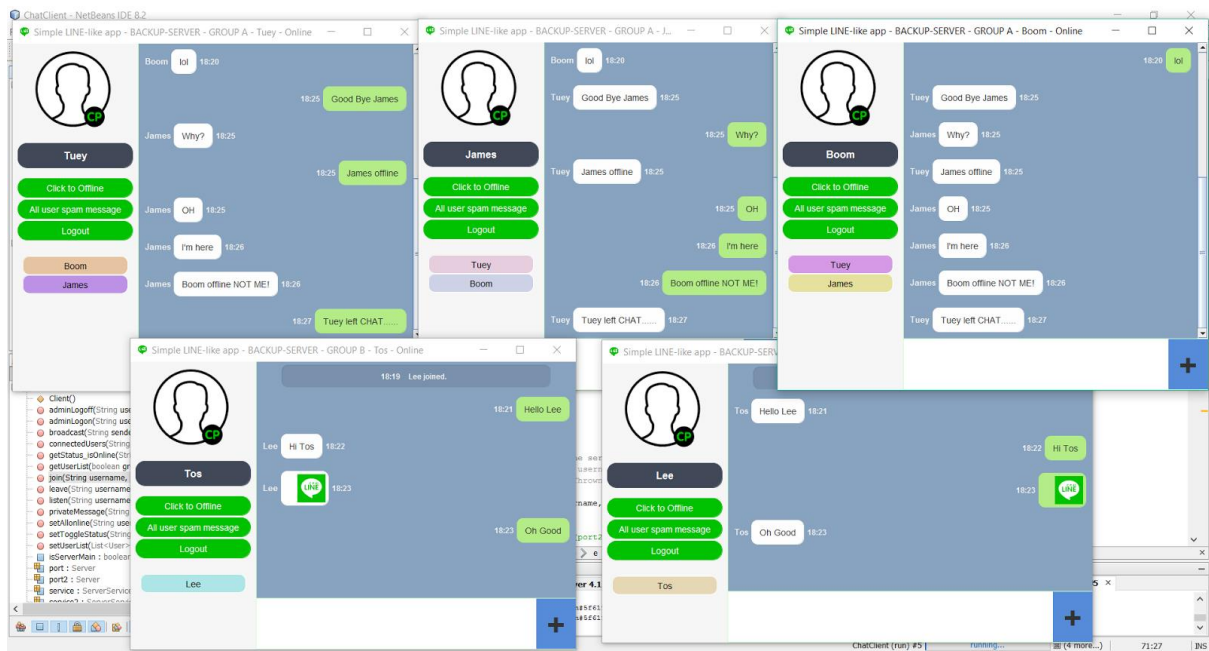 ChatClient - NetBeans IDE 8.2
Simple LINE-like app - BACKUP-SERVER - GROUP A - Tuey - Online
CP
Tuey
Click to Offline
All user spam message
Logout
Boom
James
Boom lol 18:20
18:25 Good Bye James
James Why? 18:25
18:25 James offline
James OH 18:25
James I'm here 18:26
James Boom offline NOT ME! 18:26
18:27 Tuey left CHAT......
Simple LINE-like app - BACKUP-SERVER - GROUP A - J...
CP
James
Click to Offline
All user spam message
Logout
Tuey
Boom
Boom lol 18:20
Tuey Good Bye James 18:25
18:25 Why?
Tuey James offline 18:25
18:25 OH
18:26 I'm here
18:26 Boom offline NOT ME!
Tuey Tuey left CHAT...... 18:27
Simple LINE-like app - BACKUP-SERVER - GROUP A - Boom - Online
CP
Boom
Click to Offline
All user spam message
Logout
Tuey
James
18:20 lol
Tuey Good Bye James 18:25
James Why? 18:25
Tuey James offline 18:25
James OH 18:25
James I'm here 18:26
James Boom offline NOT ME! 18:26
Tuey Tuey left CHAT...... 18:27
+
Simple LINE-like app - BACKUP-SERVER - GROUP B - Tos - Online
CP
Tos
Click to Offline
All user spam message
Logout
Lee
18:19 Lee joined.
18:21 Hello Lee
Lee Hi Tos 18:22
Lee LINE 18:23
18:23 Oh Good
+
Simple LINE-like app - BACKUP-SERV
CP
Lee
Click to Offline
All user spam message
Logout
Tos
Tos Hello Lee 18:21
18:22 Hi Tos
18:23 LINE
Tos Oh Good 18:23
+
Client()
adminLogoff(String use
adminLogon(String use
broadcast(String sende
connectedUsers(String
getStatus_isOnline(Str
getUserList(boolean gr
join(String username,
leave(String username
listen(String username
privateMessage(String
setAllonline(String use
setToggleStatus(String
setUserList(List<User>
isServerMain : boolear
port : Server
port2 : Server
service : ServerService
ChatClient (run) #5
running...
(4 more...)
71:27
INS